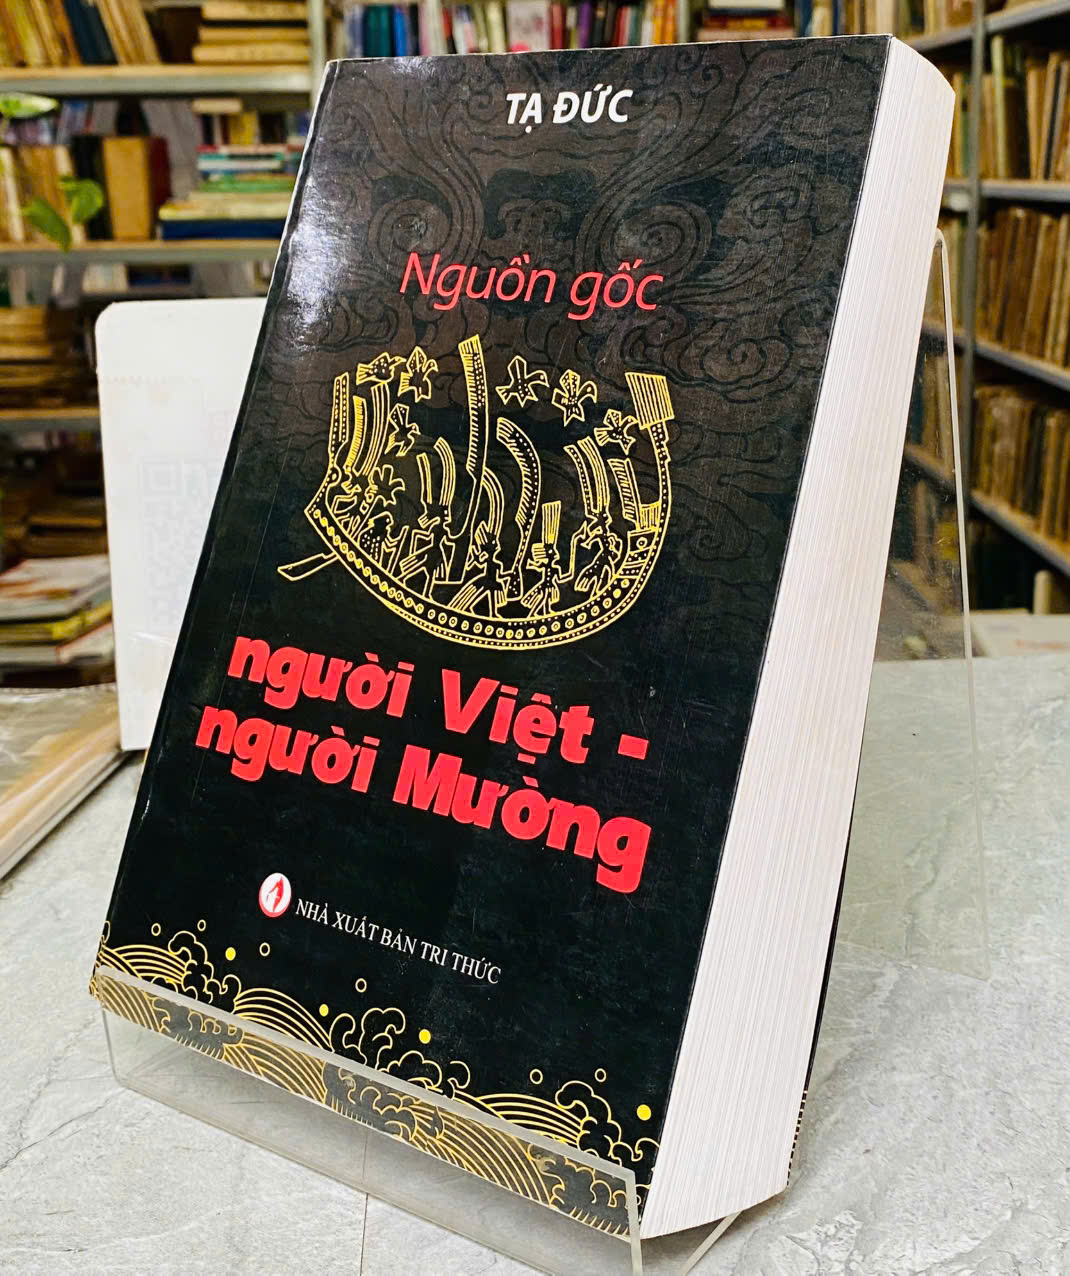 TẠ ĐỨC
Nguồn gốc
người Việt -
người Mường
NHÀ XUẤT BẢN TRI THỨC